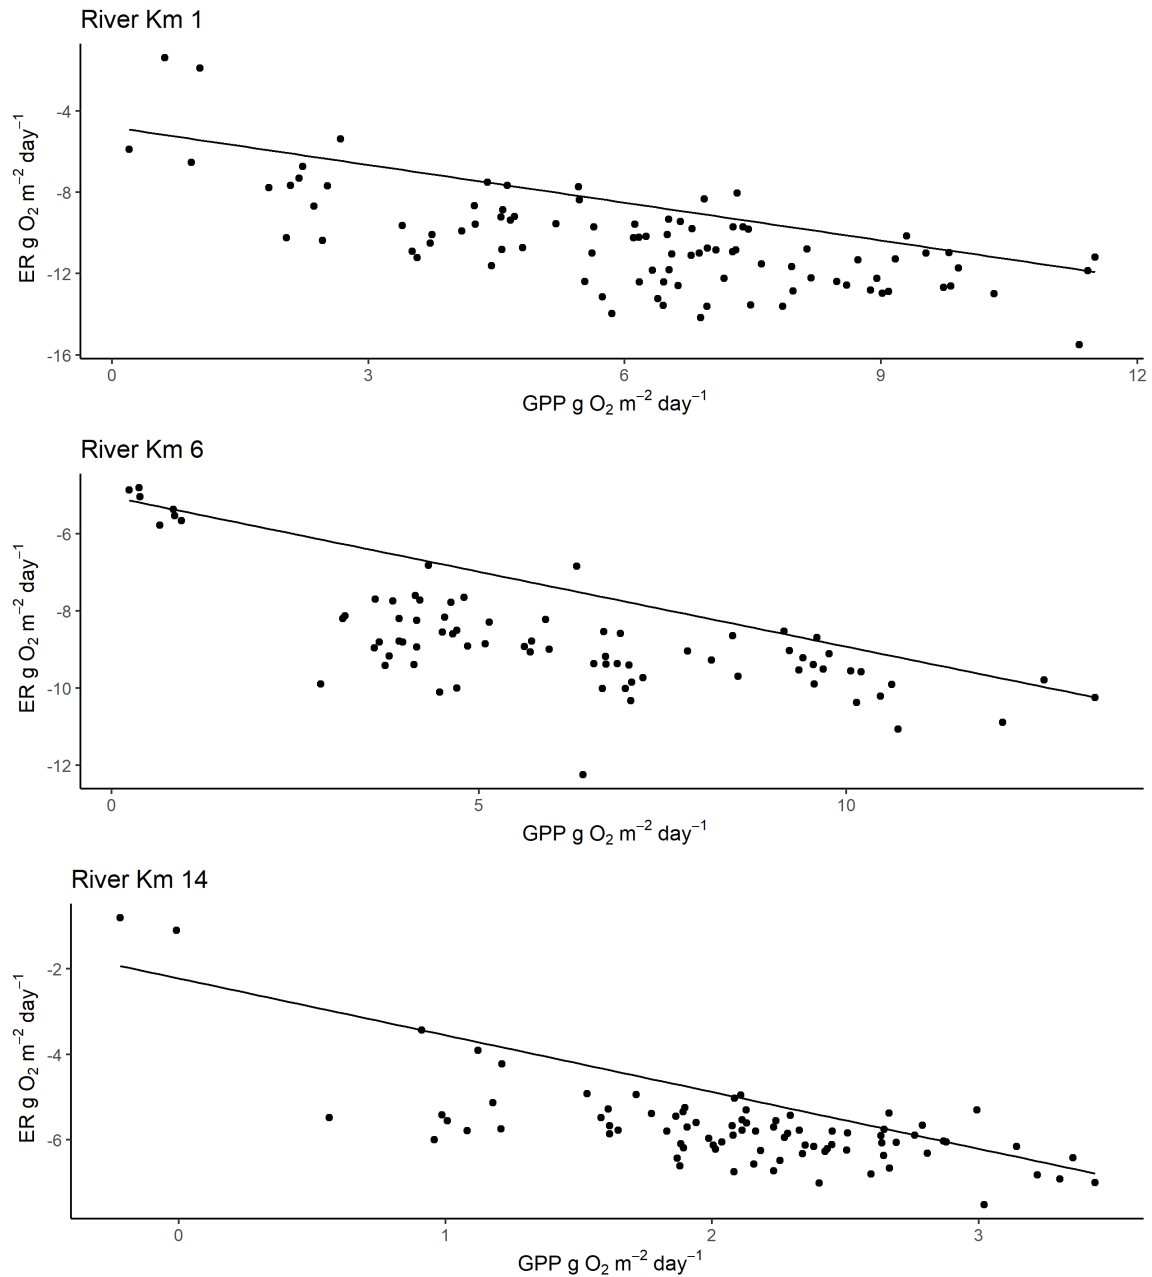 River Km 1
-4
-8
-12
-16
ER g O₂ m⁻² day⁻¹
0 3 6 9 12
GPP g O₂ m⁻² day⁻¹
River Km 6
-6
-8
-10
-12
ER g O₂ m⁻² day⁻¹
0 5 10
GPP g O₂ m⁻² day⁻¹
River Km 14
-2
-4
-6
ER g O₂ m⁻² day⁻¹
0 1 2 3
GPP g O₂ m⁻² day⁻¹